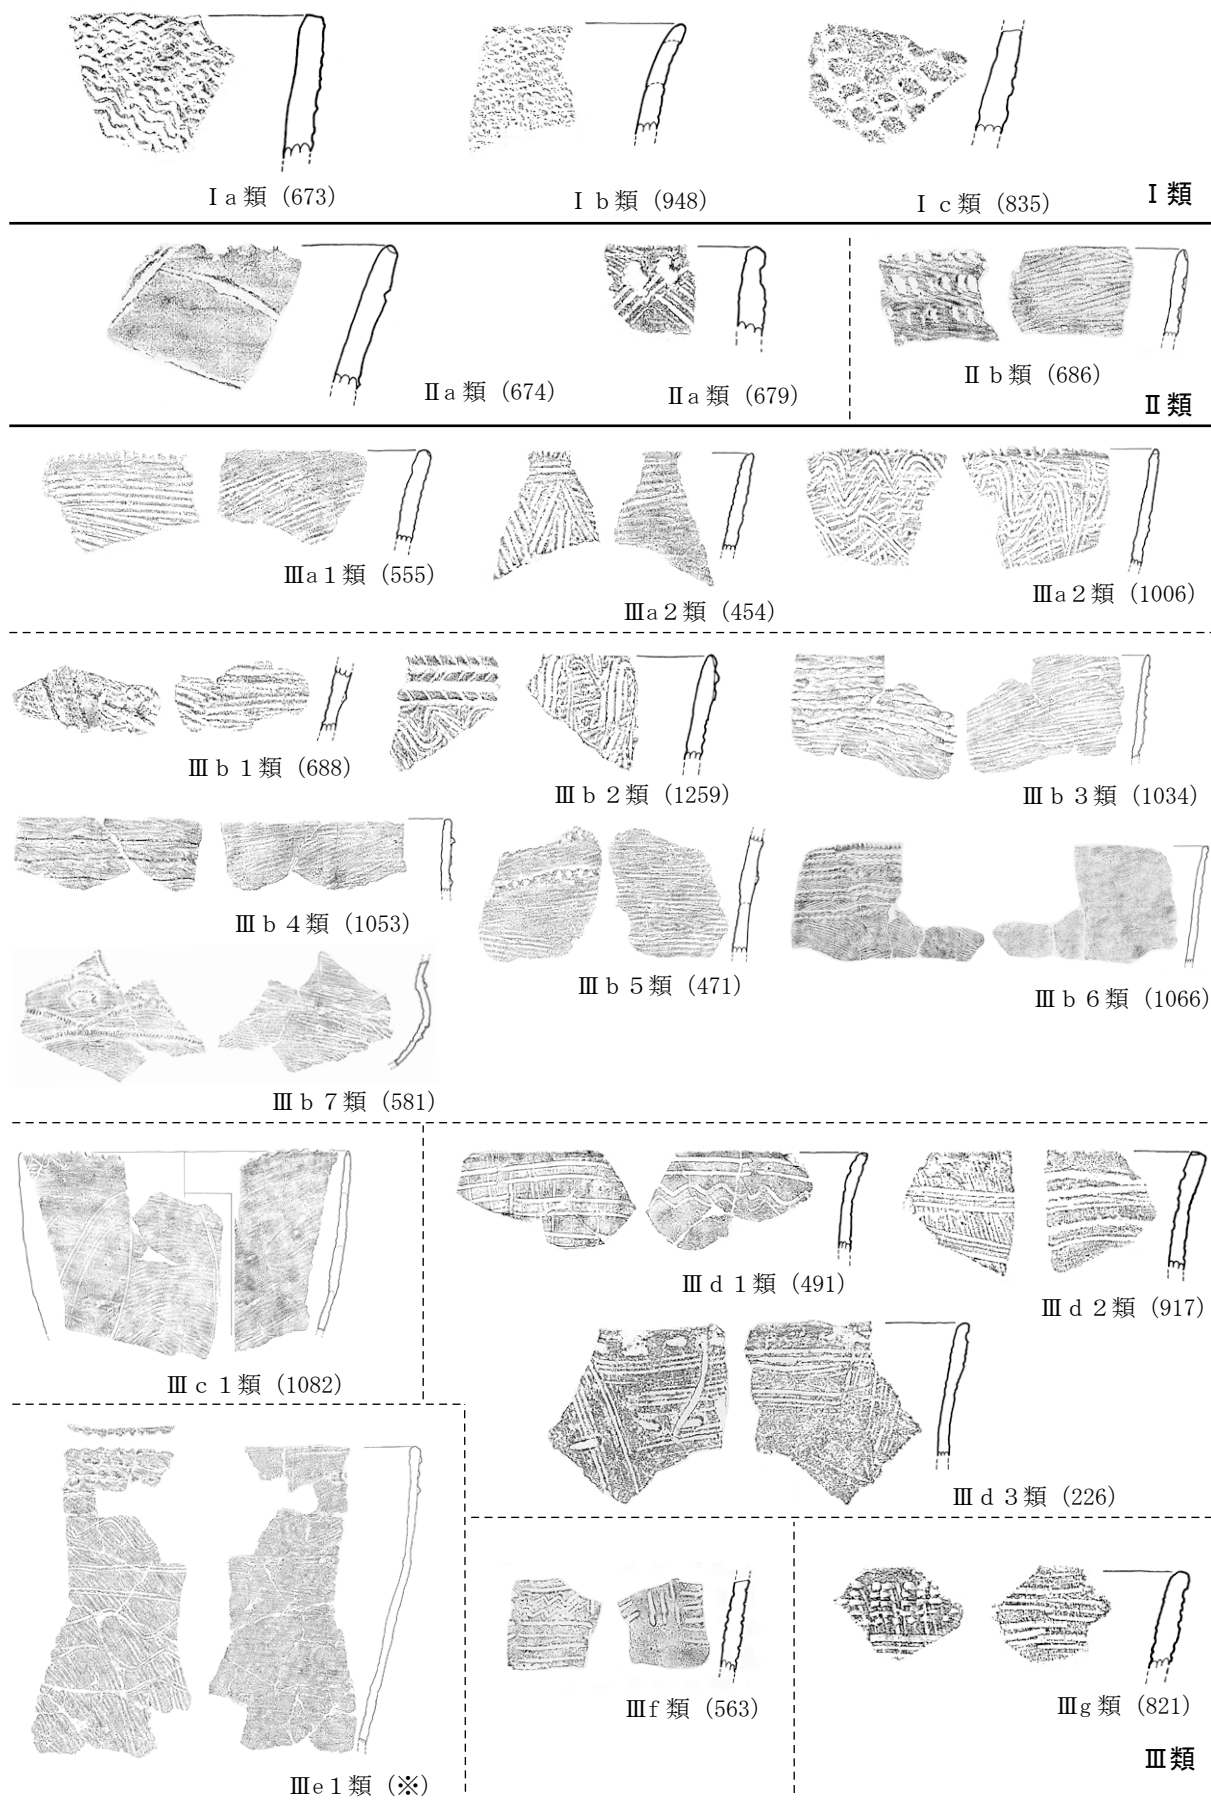 Ⅰａ類（673）
Ⅰｂ類（948）
Ⅰｃ類（835）
Ⅰ類
Ⅱａ類（674）
Ⅱａ類（679）
Ⅱｂ類（686）
Ⅱ類
Ⅲａ１類（555）
Ⅲａ２類（454）
Ⅲａ２類（1006）
Ⅲｂ１類（688）
Ⅲｂ２類（1259）
Ⅲｂ３類（1034）
Ⅲｂ４類（1053）
Ⅲｂ５類（471）
Ⅲｂ６類（1066）
Ⅲｂ７類（581）
Ⅲｃ１類（1082）
Ⅲｄ１類（491）
Ⅲｄ２類（917）
Ⅲｄ３類（226）
Ⅲｅ１類（※）
Ⅲｆ類（563）
Ⅲｇ類（821）
Ⅲ類